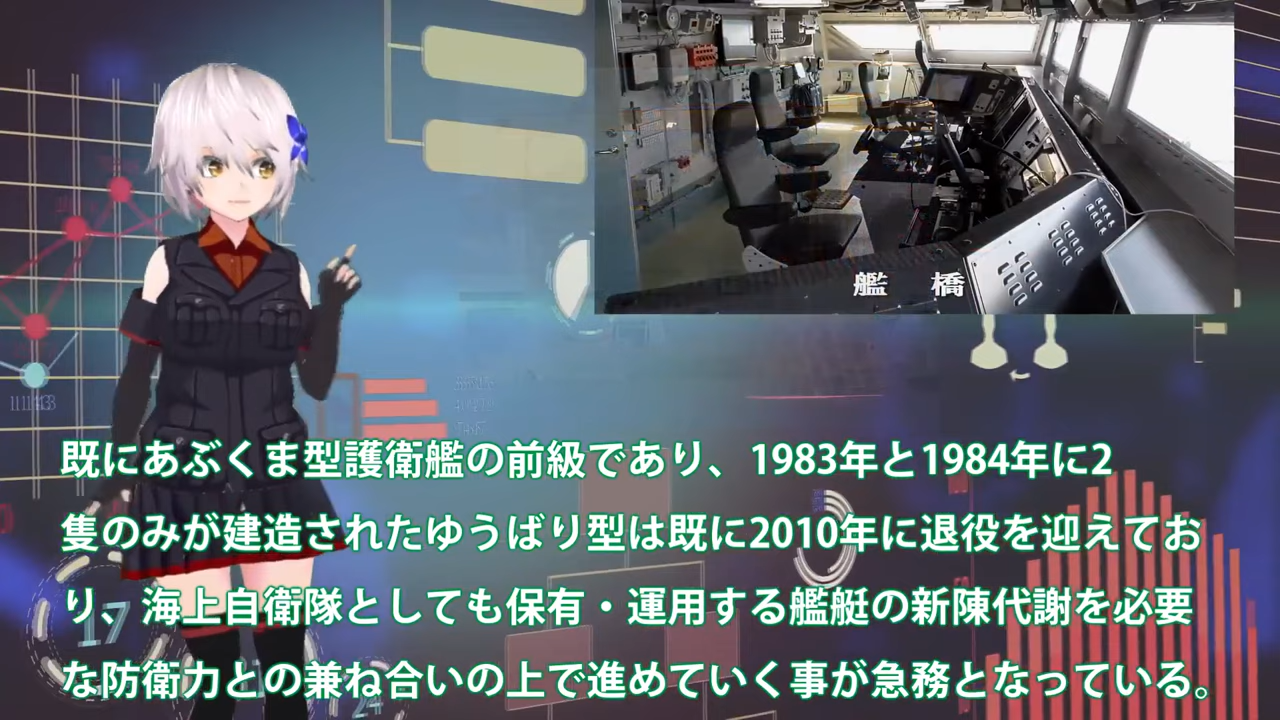 艦 橋
17
24
既にあぶくま型護衛艦の前級であり、1983年と1984年に2
隻のみが建造されたゆうばり型は既に2010年に退役を迎えてお
り、海上自衛隊としても保有・運用する艦艇の新陳代謝を必要
な防衛力との兼ね合いの上で進めていく事が急務となっている。